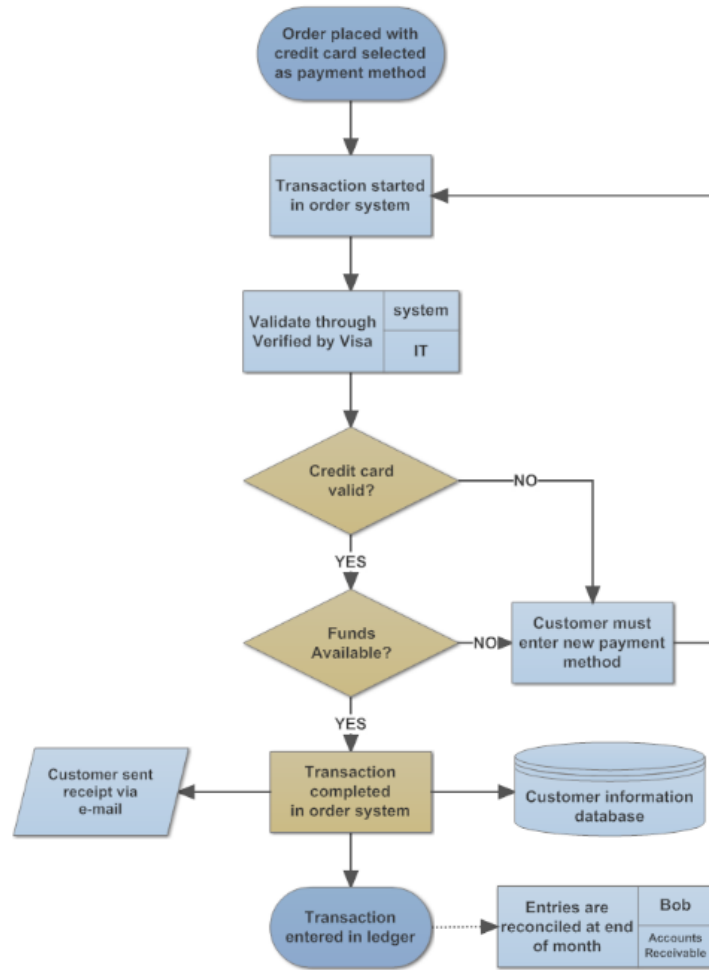 Order placed with
credit card selected
as payment method
Transaction started
in order system
Validate through
Verified by Visa
system
IT
Credit card
valid?
NO
YES
Funds
Available?
NO
Customer must
enter new payment
method
YES
Customer sent
receipt via
e-mail
Transaction
completed
in order system
Customer information
database
Transaction
entered in ledger
Entries are
reconciled at end
of month
Bob
Accounts
Receivable